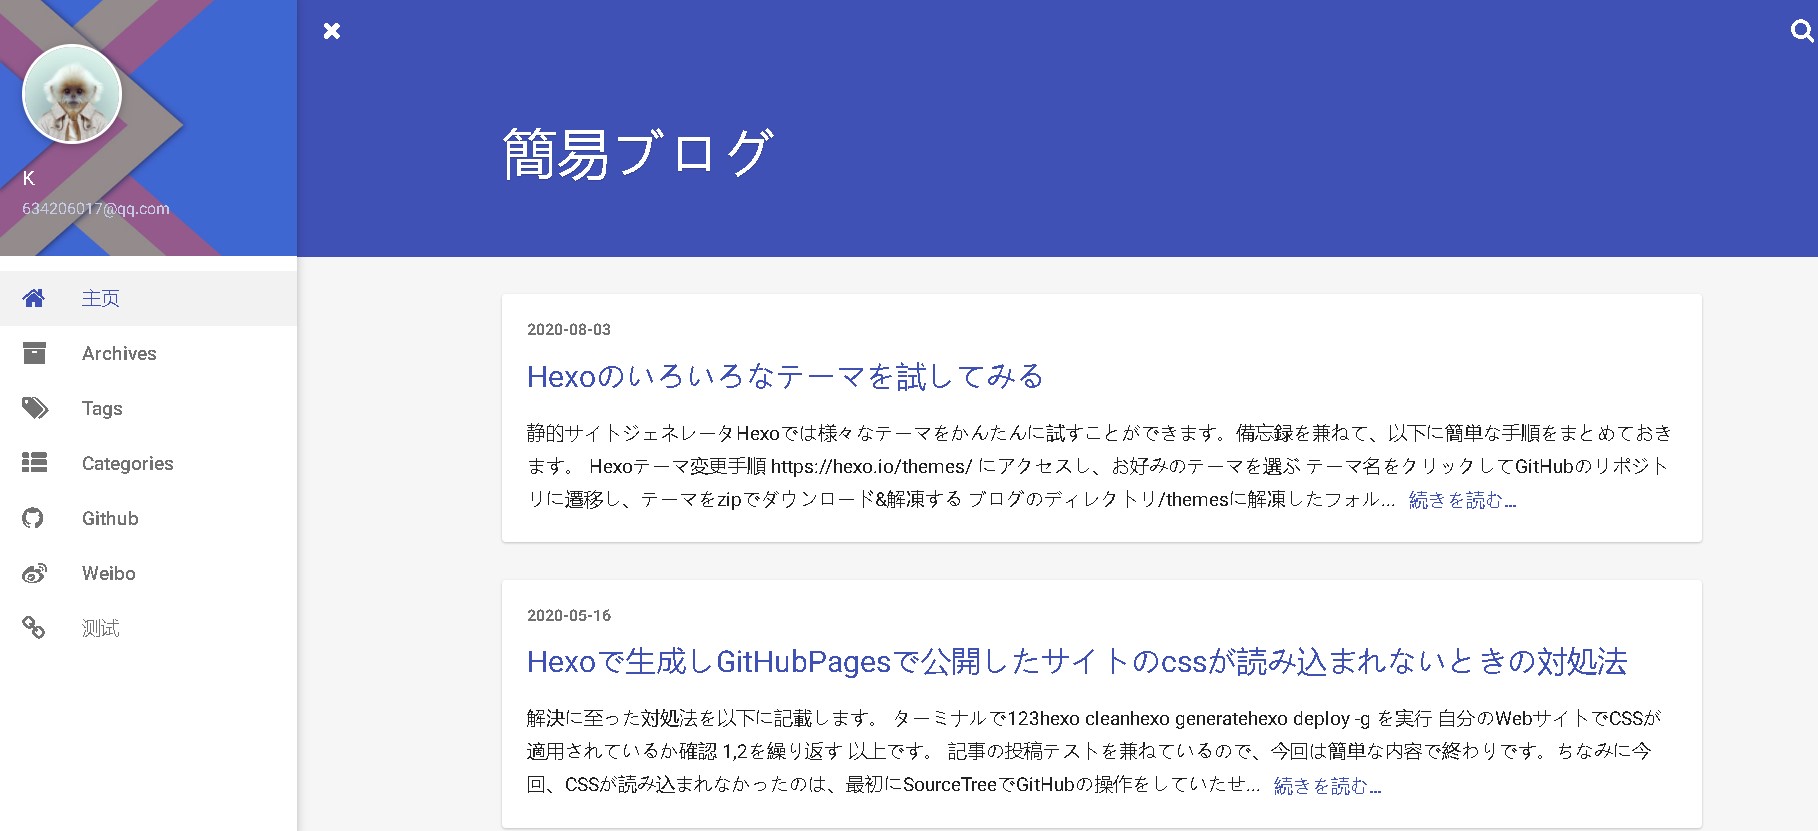 K
634206017@qq.com
主页
Archives
Tags
Categories
Github
Weibo
测试
簡易ブログ
2020-08-03
Hexoのいろいろなテーマを試してみる
静的サイトジェネレータHexoでは様々なテーマをかんたんに試すことができます。備忘録を兼ねて、以下に簡単な手順をまとめておき
ます。 Hexoテーマ変更手順 https://hexo.io/themes/ にアクセスし、お好みのテーマを選ぶ テーマ名をクリックしてGitHubのリポジト
リに遷移し、テーマをzipでダウンロード&解凍する ブログのディレクトリ/themesに解凍したフォル... 続きを読む...
2020-05-16
Hexoで生成しGitHubPagesで公開したサイトのcssが読み込まれないときの対処法
解決に至った対処法を以下に記載します。 ターミナルで123hexo cleanhexo generatehexo deploy -g を実行 自分のWebサイトでCSSが
適用されているか確認 1,2を繰り返す 以上です。 記事の投稿テストを兼ねているので、今回は簡単な内容で終わりです。ちなみに今
回、CSSが読み込まれなかったのは、最初にSourceTreeでGitHubの操作をしていたせ... 続きを読む...